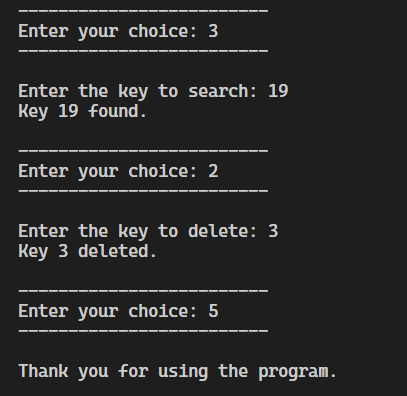 -------------------------
Enter your choice: 3
-------------------------
Enter the key to search: 19
Key 19 found.
-------------------------
Enter your choice: 2
-------------------------
Enter the key to delete: 3
Key 3 deleted.
-------------------------
Enter your choice: 5
-------------------------
Thank you for using the program.